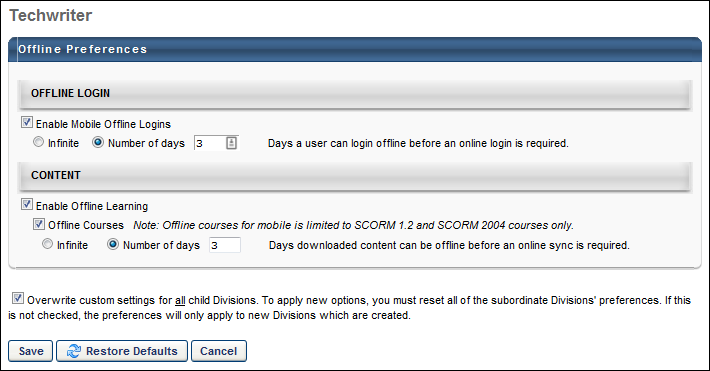 Techwriter
Offline Preferences
OFFLINE LOGIN
Enable Mobile Offline Logins
Infinite Number of days 3 Days a user can login offline before an online login is required.
CONTENT
Enable Offline Learning
Offline Courses Note: Offline courses for mobile is limited to SCORM 1.2 and SCORM 2004 courses only.
Infinite Number of days 3 Days downloaded content can be offline before an online sync is required.
Overwrite custom settings for all child Divisions. To apply new options, you must reset all of the subordinate Divisions' preferences. If this
is not checked, the preferences will only apply to new Divisions which are created.
Save Restore Defaults Cancel